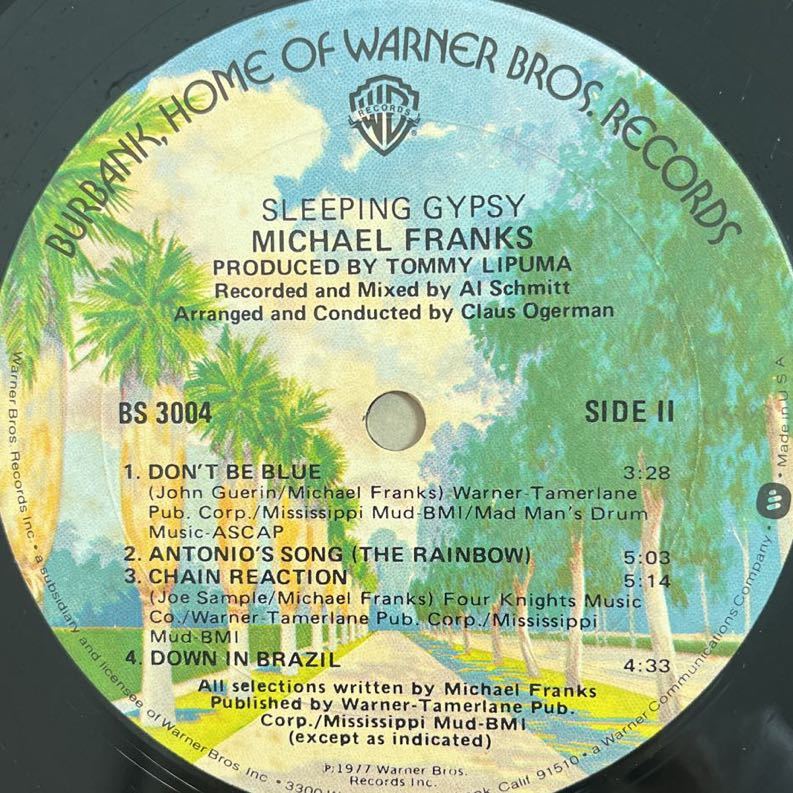 BURBANK, HOME OF WARNER BROS. RECORDS
RECORDS
SLEEPING GYPSY
MICHAEL FRANKS
PRODUCED BY TOMMY LIPUMA
Recorded and Mixed by Al Schmitt
Arranged and Conducted by Claus Ogerman
BS 3004
SIDE II
1. DON'T BE BLUE 3:28
(John Guerin/Michael Franks) Warner-Tamerlane
Pub. Corp./Mississippi Mud-BMI/Mad Man's Drum
Music-ASCAP
2. ANTONIO'S SONG (THE RAINBOW) 5:03
3. CHAIN REACTION 5:14
(Joe Sample/Michael Franks) Four Knights Music
Co./Warner-Tamerlane Pub. Corp./Mississippi
Mud-BMI
4. DOWN IN BRAZIL 4:33
All selections written by Michael Franks
Published by Warner-Tamerlane Pub.
Corp./Mississippi Mud-BMI
(except as indicated)
℗ 1977 Warner Bros.
Records Inc.
Warner Bros. Records Inc. • a subsidiary and licensee of Warner Bros. Inc. • 3300 Calif. 91510 • a Warner Communications Company • Made in U S A